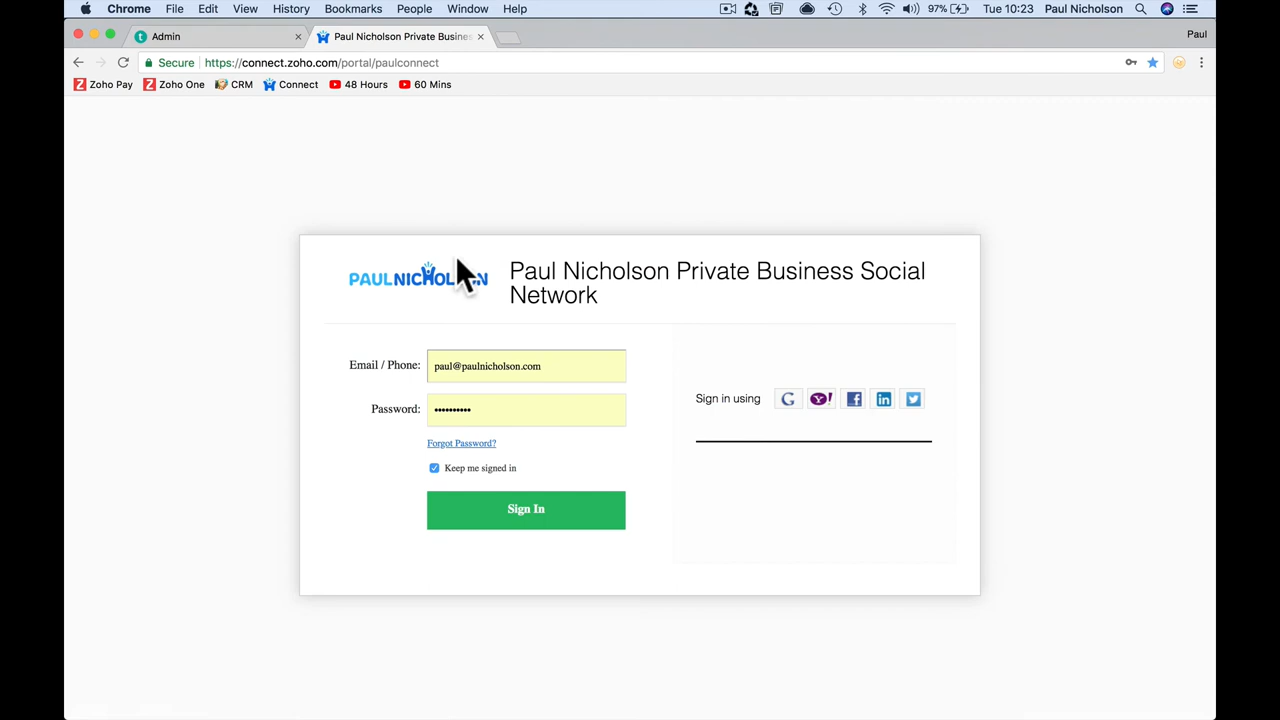 Chrome File Edit View History Bookmarks People Window Help 97% Tue 10:23 Paul Nicholson
Admin Paul Nicholson Private Busine Paul
Secure https://connect.zoho.com/portal/paulconnect
Zoho Pay Zoho One CRM Connect 48 Hours 60 Mins
PAULNICHOLSON
Paul Nicholson Private Business Social
Network
Email / Phone: paul@paulnicholson.com
Password: ••••••••••
Sign in using
Forgot Password?
Keep me signed in
Sign In